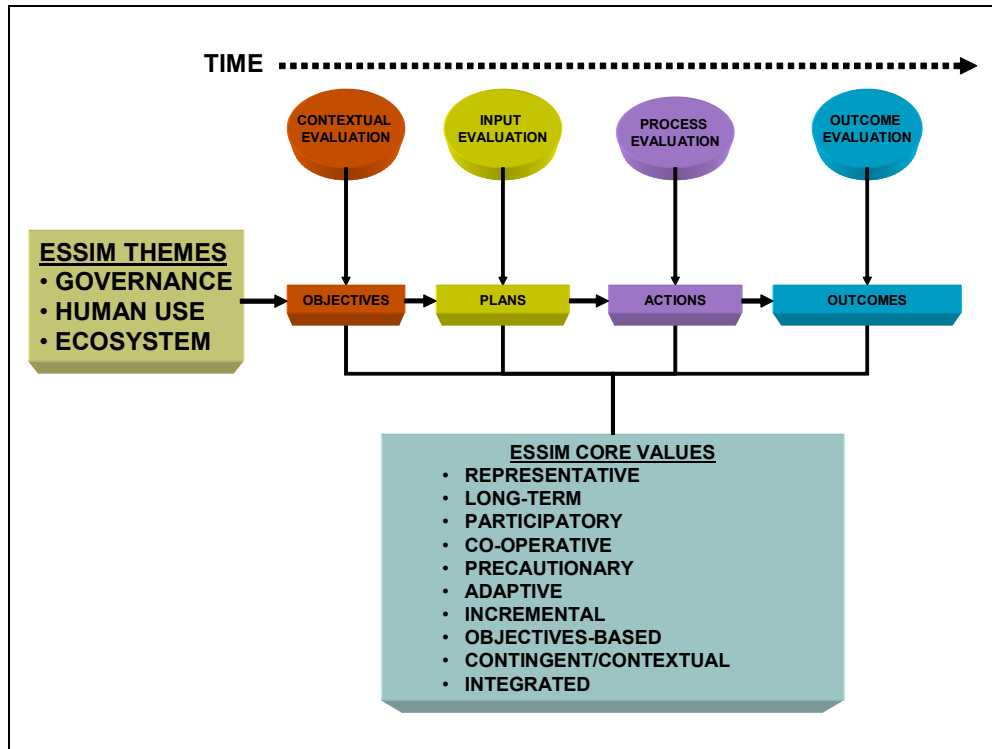 TIME
CONTEXTUAL
EVALUATION
INPUT
EVALUATION
PROCESS
EVALUATION
OUTCOME
EVALUATION
ESSIM THEMES
• GOVERNANCE
• HUMAN USE
• ECOSYSTEM
OBJECTIVES
PLANS
ACTIONS
OUTCOMES
ESSIM CORE VALUES
• REPRESENTATIVE
• LONG-TERM
• PARTICIPATORY
• CO-OPERATIVE
• PRECAUTIONARY
• ADAPTIVE
• INCREMENTAL
• OBJECTIVES-BASED
• CONTINGENT/CONTEXTUAL
• INTEGRATED